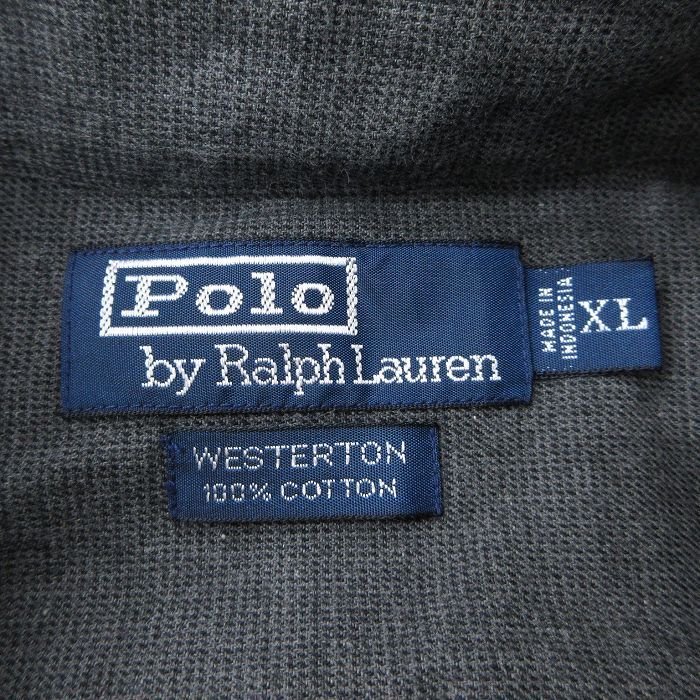 Polo
by Ralph Lauren
MADE IN
INDONESIA
XL
WESTERTON
100% COTTON